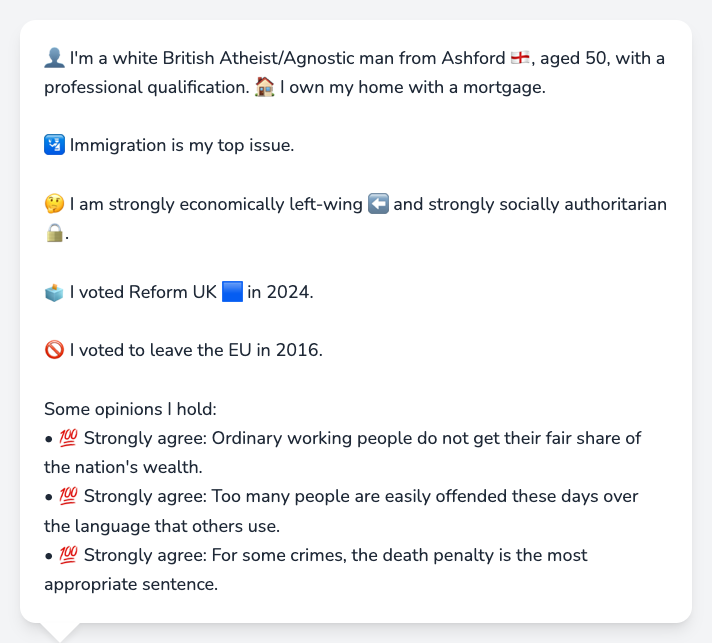 👤 I'm a white British Atheist/Agnostic man from Ashford 🏴󠁧󠁢󠁥󠁮󠁧󠁿, aged 50, with a
professional qualification. 🏠 I own my home with a mortgage.
🛂 Immigration is my top issue.
🤔 I am strongly economically left-wing ⬅️ and strongly socially authoritarian
🔒.
🗳️ I voted Reform UK 🟦 in 2024.
🚫 I voted to leave the EU in 2016.
Some opinions I hold:
• 💯 Strongly agree: Ordinary working people do not get their fair share of
the nation's wealth.
• 💯 Strongly agree: Too many people are easily offended these days over
the language that others use.
• 💯 Strongly agree: For some crimes, the death penalty is the most
appropriate sentence.